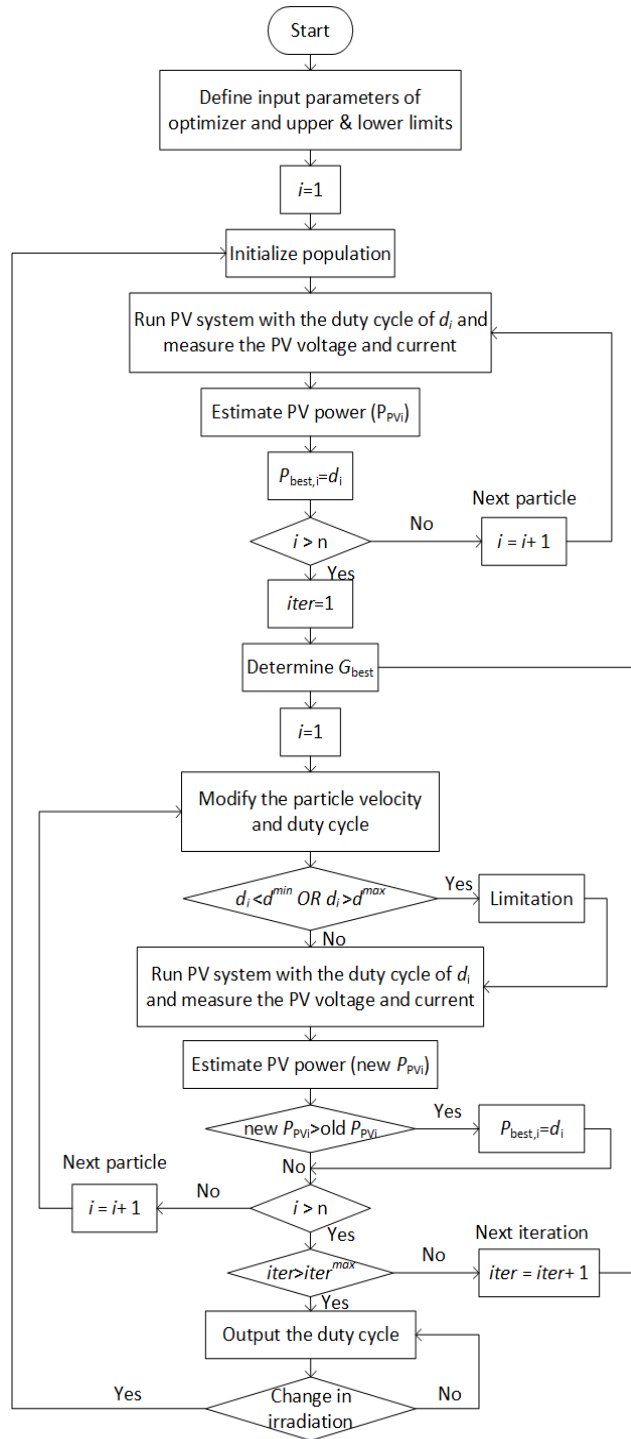 Start
Define input parameters of
optimizer and upper & lower limits
i=1
Initialize population
Run PV system with the duty cycle of di and
measure the PV voltage and current
Estimate PV power (PPVi)
Pbest,i=di
Next particle
i > n
No
i = i+ 1
Yes
iter=1
Determine Gbest
i=1
Modify the particle velocity
and duty cycle
di<dmin OR di>dmax
Yes
Limitation
No
Run PV system with the duty cycle of di
and measure the PV voltage and current
Estimate PV power (new PPVi)
new PPVi>old PPVi
Yes
Pbest,i=di
No
Next particle
i = i+ 1
No
i > n
Yes
Next iteration
iter>itermax
No
iter = iter+ 1
Yes
Output the duty cycle
Yes
Change in
irradiation
No